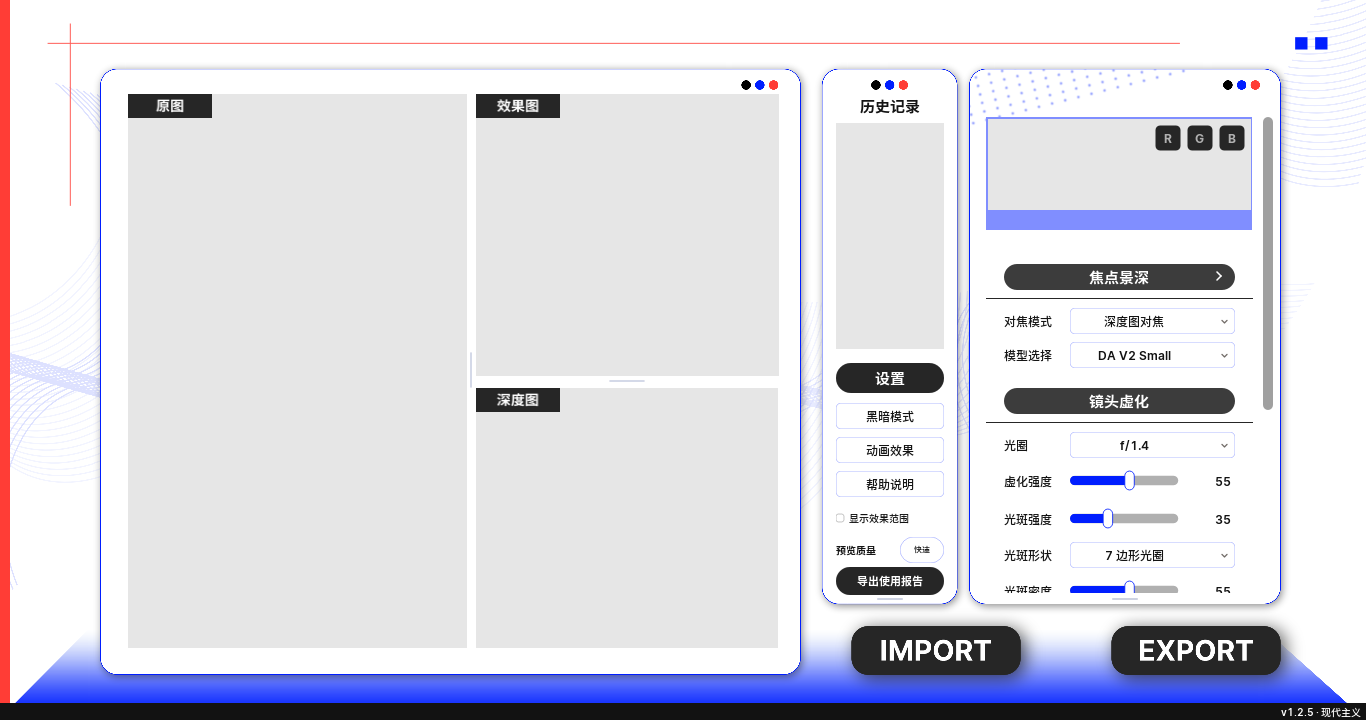 原图
效果图
深度图
历史记录
设置
黑暗模式
动画效果
帮助说明
显示效果范围
预览质量
快速
导出使用报告
R G B
焦点景深
对焦模式 深度图对焦
模型选择 DA V2 Small
镜头虚化
光圈 f/1.4
虚化强度 55
光斑强度 35
光斑形状 7 边形光圈
光斑密度 55
IMPORT
EXPORT
v1.2.5 · 现代主义